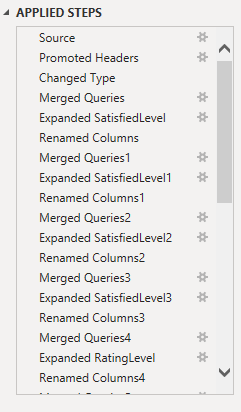 APPLIED STEPS
Source
Promoted Headers
Changed Type
Merged Queries
Expanded SatisfiedLevel
Renamed Columns
Merged Queries1
Expanded SatisfiedLevel1
Renamed Columns1
Merged Queries2
Expanded SatisfiedLevel2
Renamed Columns2
Merged Queries3
Expanded SatisfiedLevel3
Renamed Columns3
Merged Queries4
Expanded RatingLevel
Renamed Columns4